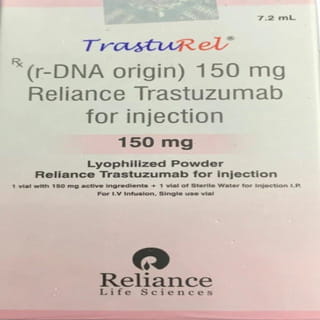 7.2 mL
TrastuRel®
Rx (r-DNA origin) 150 mg
Reliance Trastuzumab
for injection
150 mg
Lyophilized Powder
Reliance Trastuzumab for injection
1 vial with 150 mg active ingredients + 1 vial of Sterile Water for Injection I.P.
For I.V Infusion, Single use vial
Reliance
Life Sciences